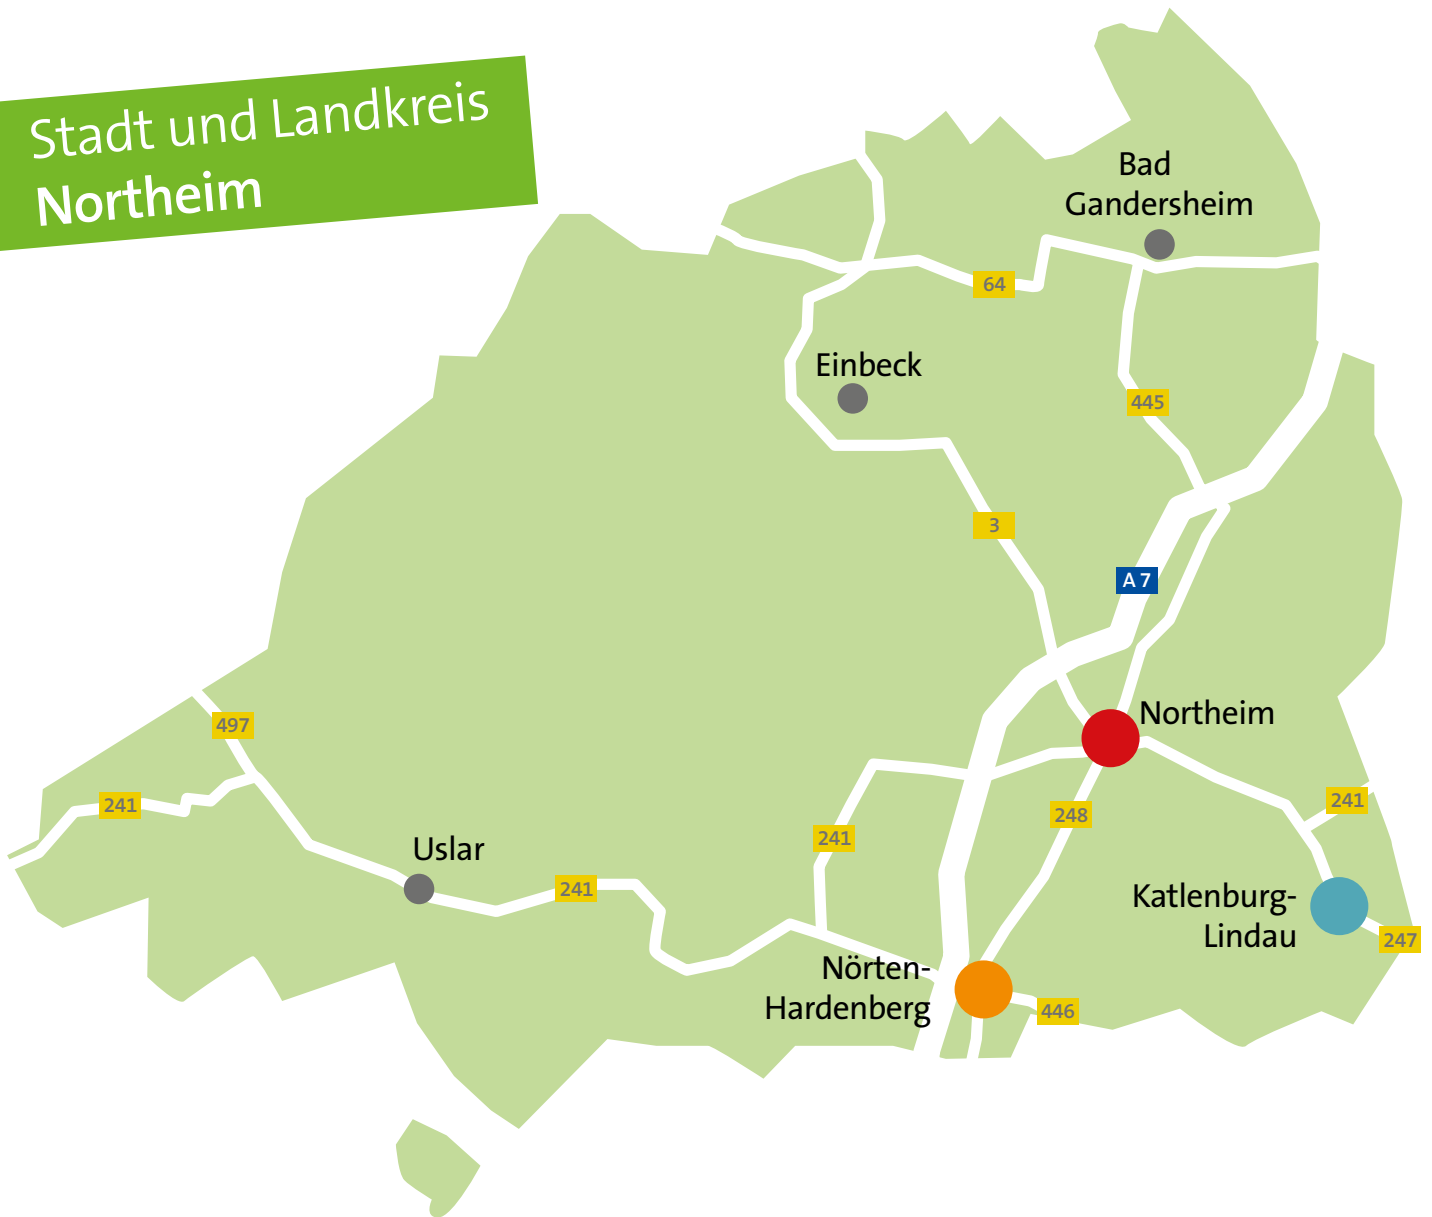 Stadt und Landkreis
Northeim
Bad
Gandersheim
64
Einbeck
445
3
A 7
Northeim
497
241
241
248
241
Uslar
241
Katlenburg-
Lindau
247
Nörten-
Hardenberg
446